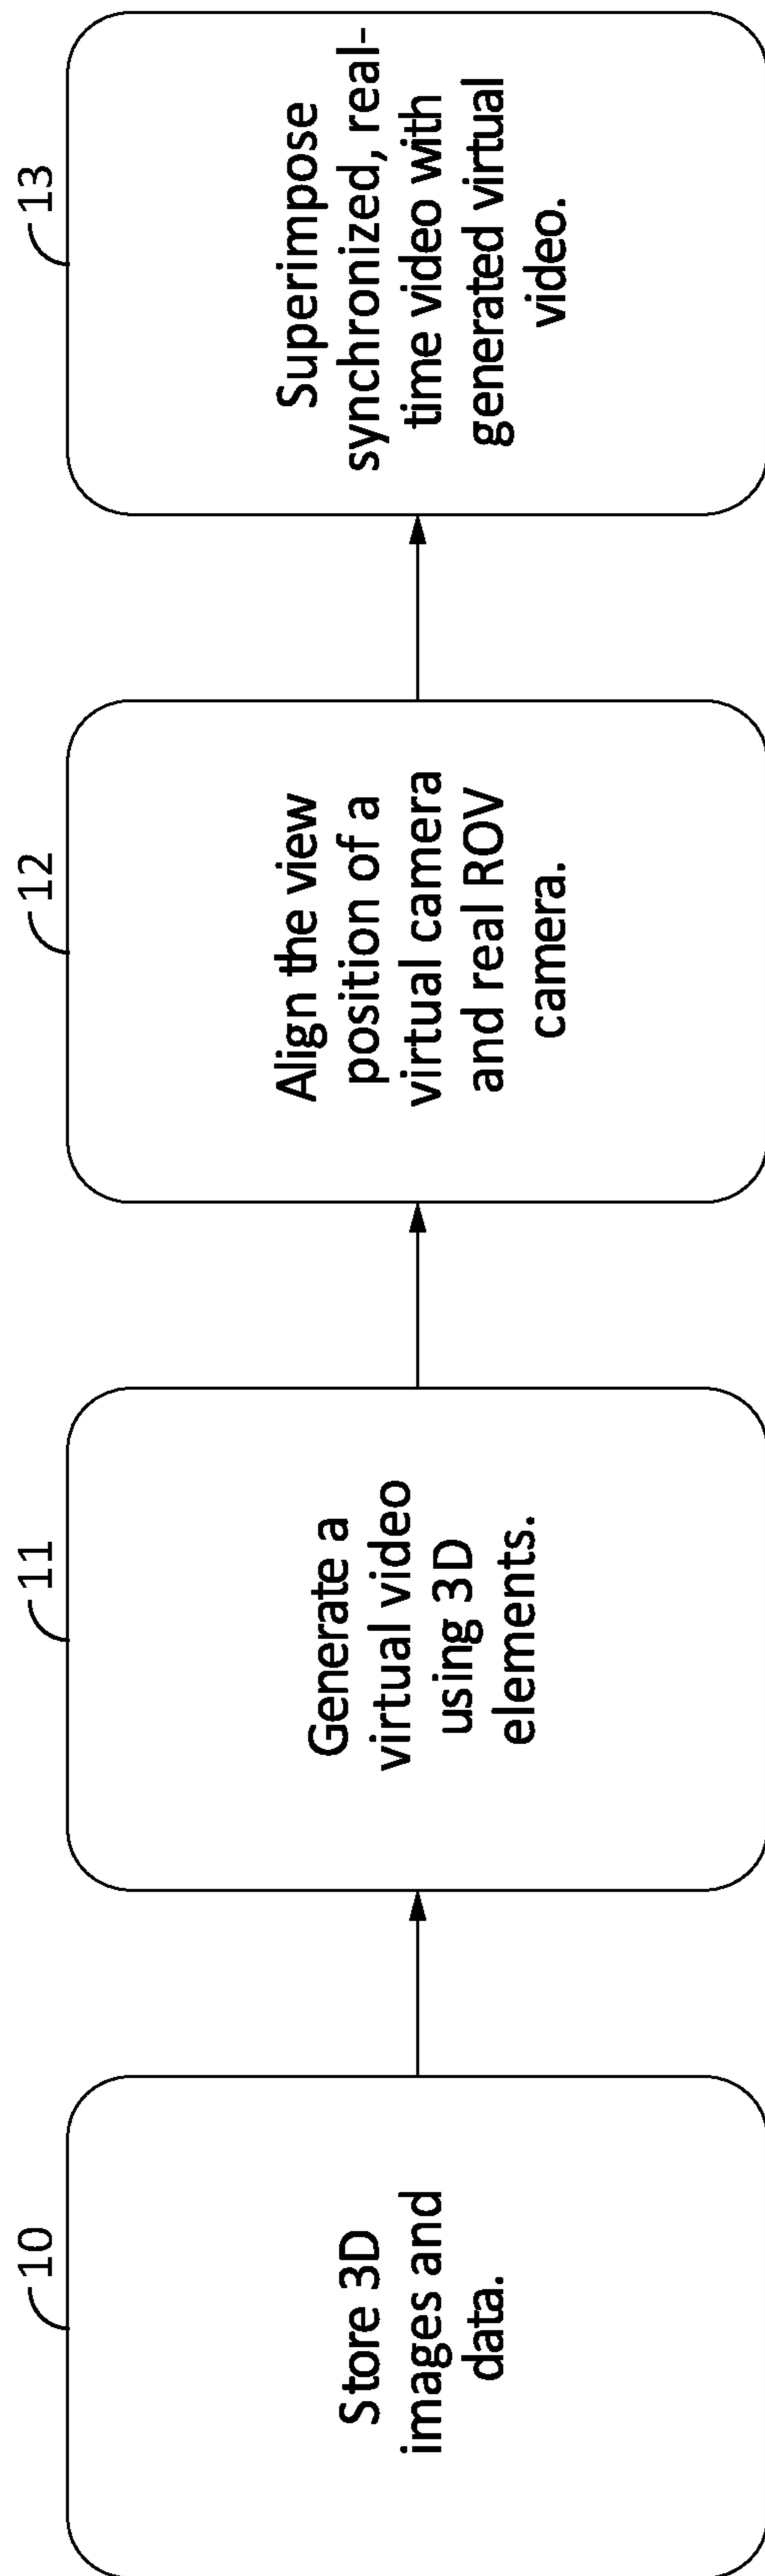 10
Store 3D
images and
data.
11
Generate a
virtual video
using 3D
elements.
12
Align the view
position of a
virtual camera
and real ROV
camera.
13
Superimpose
synchronized, real-
time video with
generated virtual
video.